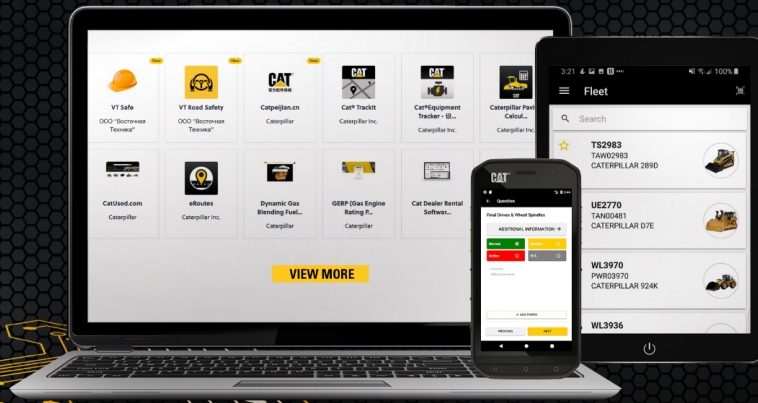 New
New
New
VT Safe
ООО "Восточная
Техника"
VT Road Safety
ООО "Восточная
Техника"
CAT
Catpeijian.cn
Caterpillar
CAT
Cat® Trackit
Caterpillar Inc.
CAT
Cat®Equipment
Tracker - 设...
Caterpillar Inc.
Caterpillar Pavi
Calcul...
Caterpillar Inc.
CatUsed.com
Caterpillar
eRoutes
Caterpillar Inc.
Dynamic Gas
Blending Fuel...
Caterpillar
GERP (Gas Engine
Rating P...
Caterpillar
Cat Dealer Rental
Softwar...
VIEW MORE
CAT
Question
Final Drives & Wheel Spindles
ADDITIONAL INFORMATION →
Normal
Monitor
Action
N/A
+ ADD PHOTO
PREVIOUS
NEXT
3:21
100%
Fleet
Search
TS2983
TAW02983
CATERPILLAR 289D
UE2770
TAN00481
CATERPILLAR D7E
WL3970
PWR03970
CATERPILLAR 924K
WL3936